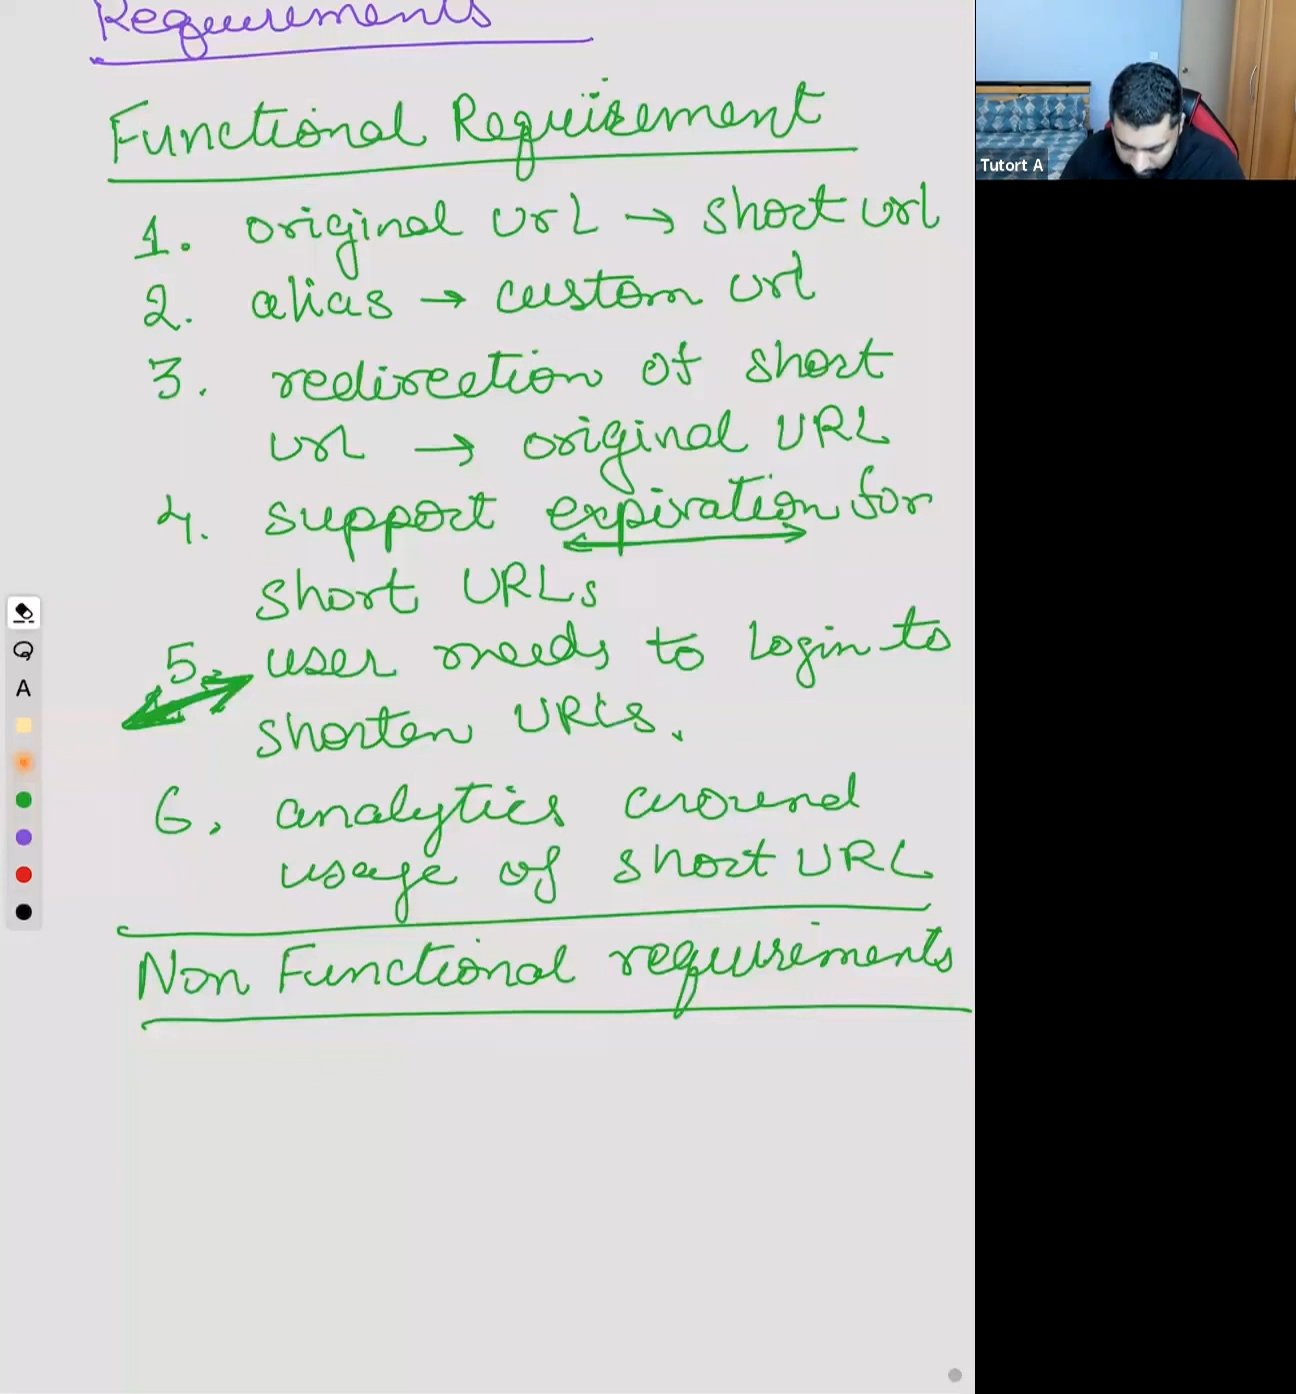 Requirements
Functional Requirement
1. original Url → short url
2. alias → custom url
3. redirection of short
url → original URL
4. support expiration for
short URLs
5. user needs to login to
shorten URLs.
6. analytics around
usage of short URL
Non Functional requirements
Tutort A
A